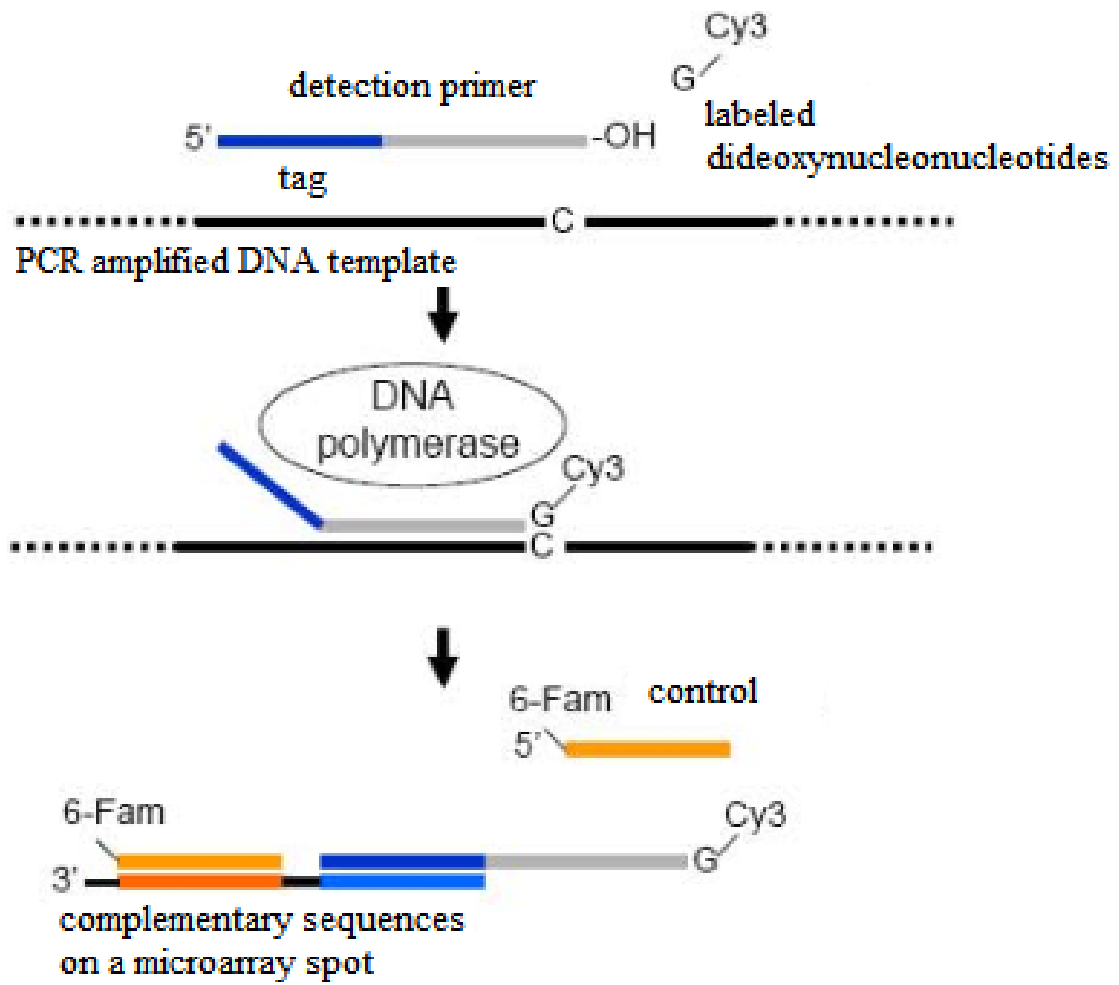 Cy3
G
detection primer
labeled
dideoxynucleonucleotides
5’
-OH
tag
C
PCR amplified DNA template
DNA
polymerase
Cy3
G
C
6-Fam
control
5’
6-Fam
Cy3
G
3’
complementary sequences
on a microarray spot